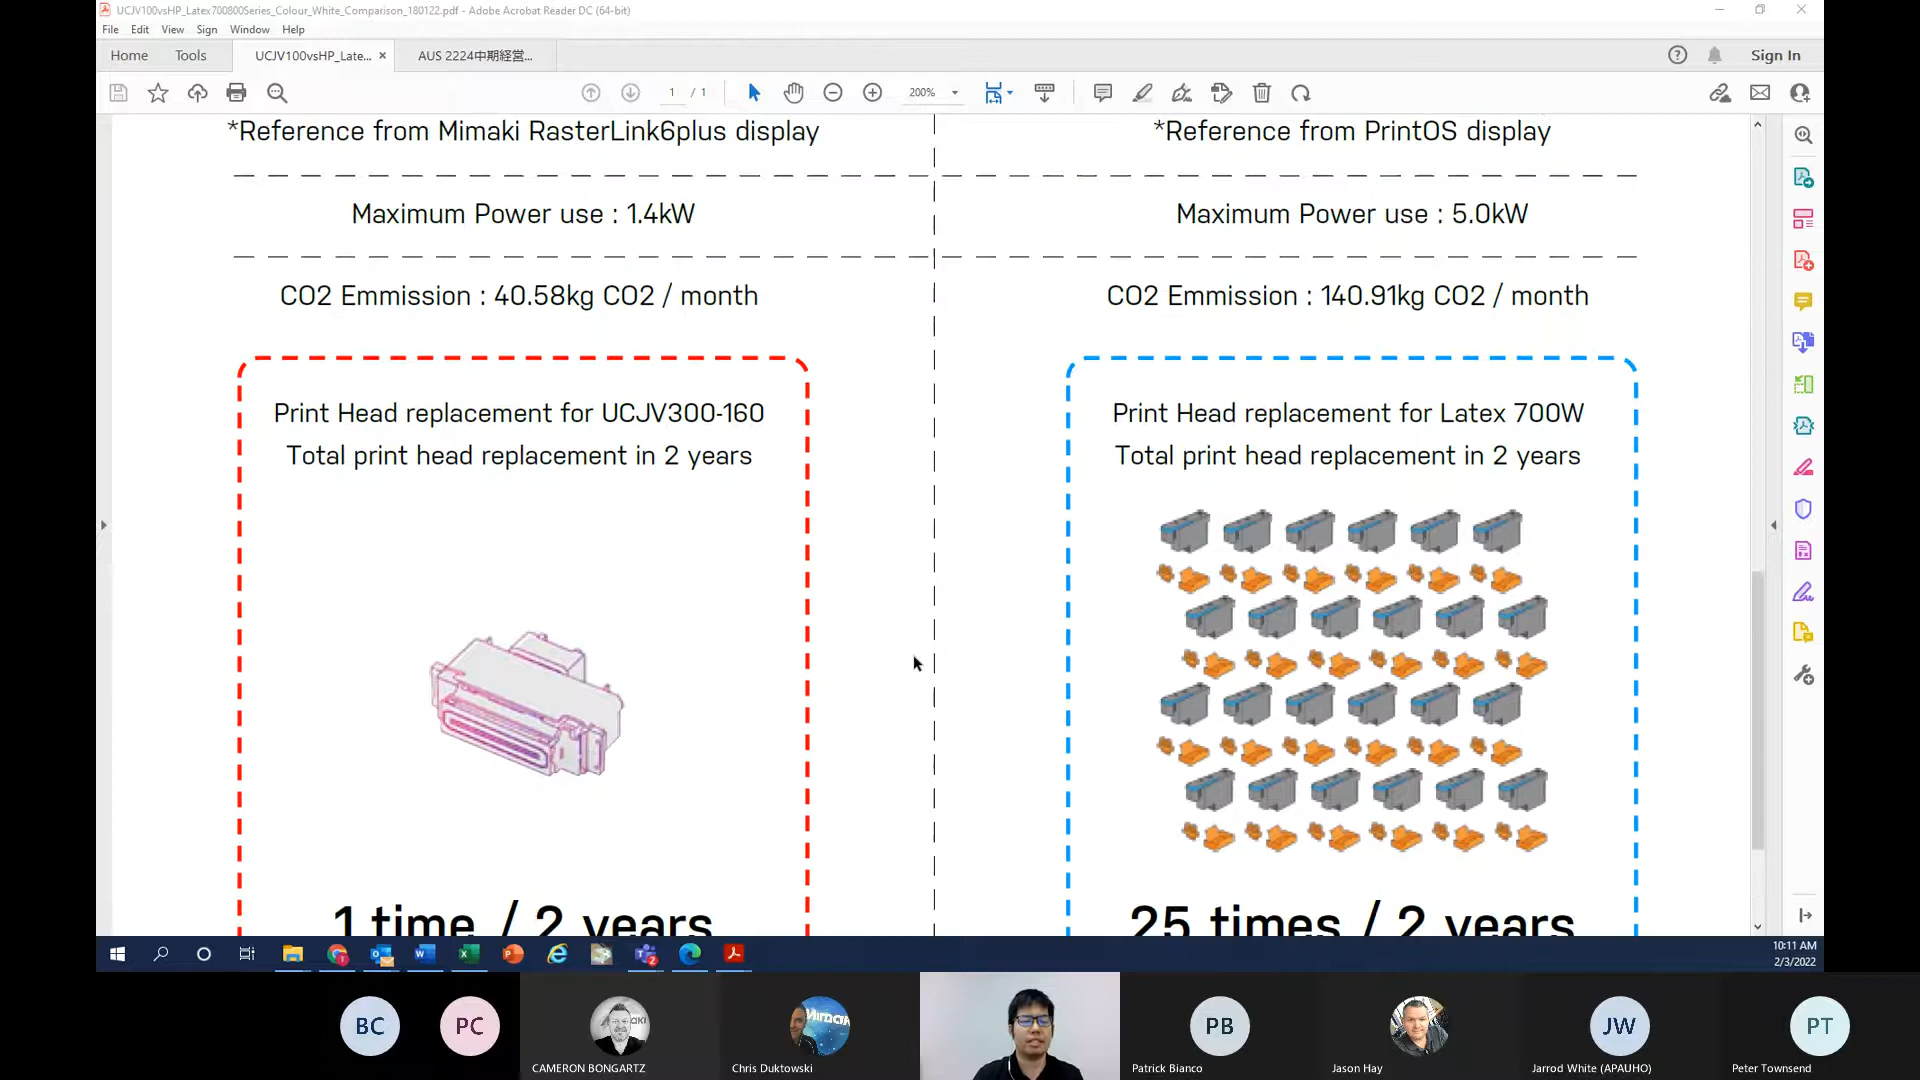 UCJV100vsHP_Latex700800Series_Colour_White_Comparison_180122.pdf - Adobe Acrobat Reader DC (64-bit)
File Edit View Sign Window Help
Home Tools UCJV100vsHP_Late... × AUS 2224中期経営... Sign In
1 / 1 200%
*Reference from Mimaki RasterLink6plus display
*Reference from PrintOS display
Maximum Power use : 1.4kW
Maximum Power use : 5.0kW
CO2 Emmission : 40.58kg CO2 / month
CO2 Emmission : 140.91kg CO2 / month
Print Head replacement for UCJV300-160
Total print head replacement in 2 years
1 time / 2 years
Print Head replacement for Latex 700W
Total print head replacement in 2 years
25 times / 2 years
10:11 AM
2/3/2022
BC
PC
CAMERON BONGARTZ
Chris Duktowski
PB
Patrick Bianco
Jason Hay
JW
Jarrod White (APAUHO)
PT
Peter Townsend